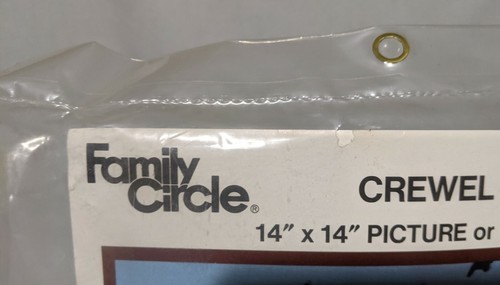 Family
Circle®
CREWEL
14" x 14" PICTURE or